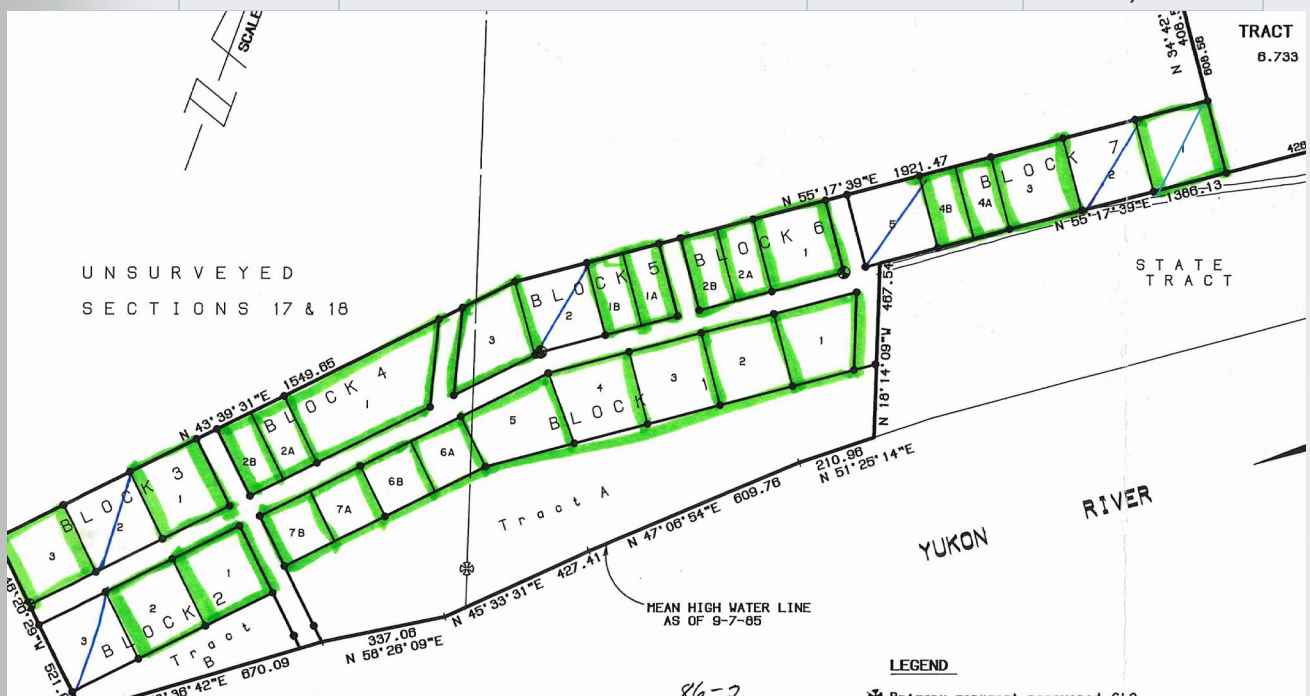 SCALE
TRACT
6.733
N 34°42'
606.56
UNSURVEYED
SECTIONS 17 & 18
N 55°17'39"E 1921.47
N 55°17'39"E 1386.13
426
STATE
TRACT
BLOCK 7
1
2
3
4A
4B
5
BLOCK 6
1
2A
2B
BLOCK 5
1A
1B
2
3
467.54
N 18°14'09"W
N 43°39'31"E 1549.65
BLOCK 4
1
2A
2B
BLOCK 1
1
2
3
4
5
6A
6B
7A
7B
BLOCK 3
1
2
3
BLOCK 2
1
2
3
Tract A
Tract
B
210.96
N 51°25'14"E
609.76
N 47°06'54"E
427.41
N 45°33'31"E
337.06
N 56°26'09"E
670.09
36'42"E
521.
MEAN HIGH WATER LINE
AS OF 9-7-85
YUKON RIVER
LEGEND